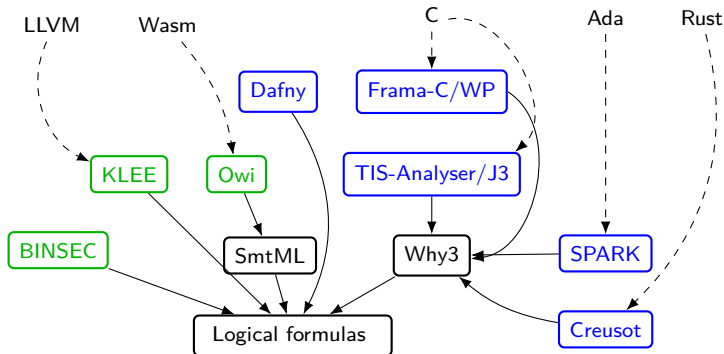 LLVM
Wasm
C
Ada
Rust
Dafny
Frama-C/WP
KLEE
Owi
TIS-Analyser/J3
BINSEC
SmtML
Why3
SPARK
Logical formulas
Creusot